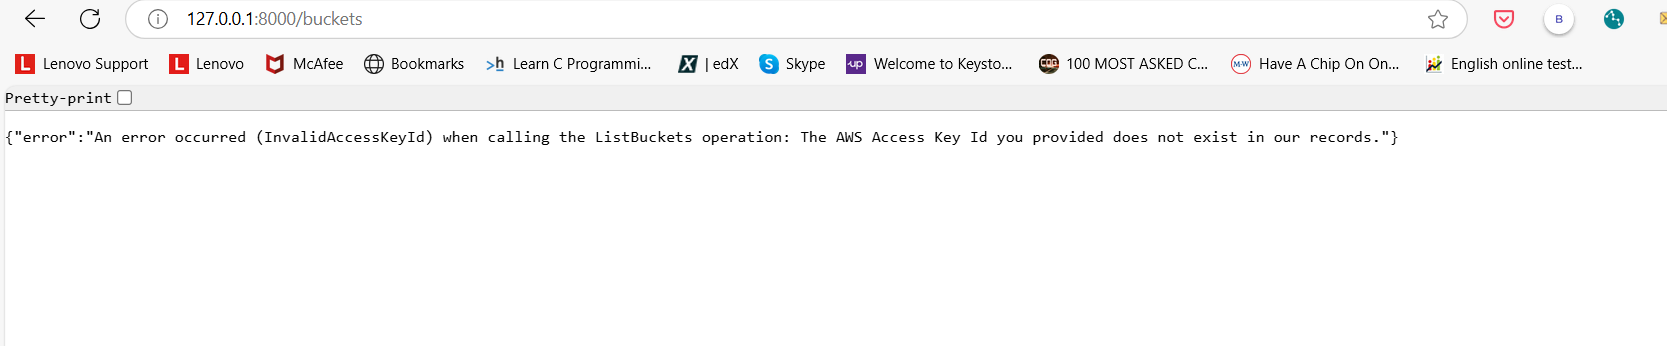 127.0.0.1:8000/buckets
B
L Lenovo Support L Lenovo McAfee Bookmarks >h Learn C Programmi... X | edX S Skype up Welcome to Keysto... 100 MOST ASKED C... M-W Have A Chip On On... English online test...
Pretty-print
{"error":"An error occurred (InvalidAccessKeyId) when calling the ListBuckets operation: The AWS Access Key Id you provided does not exist in our records."}